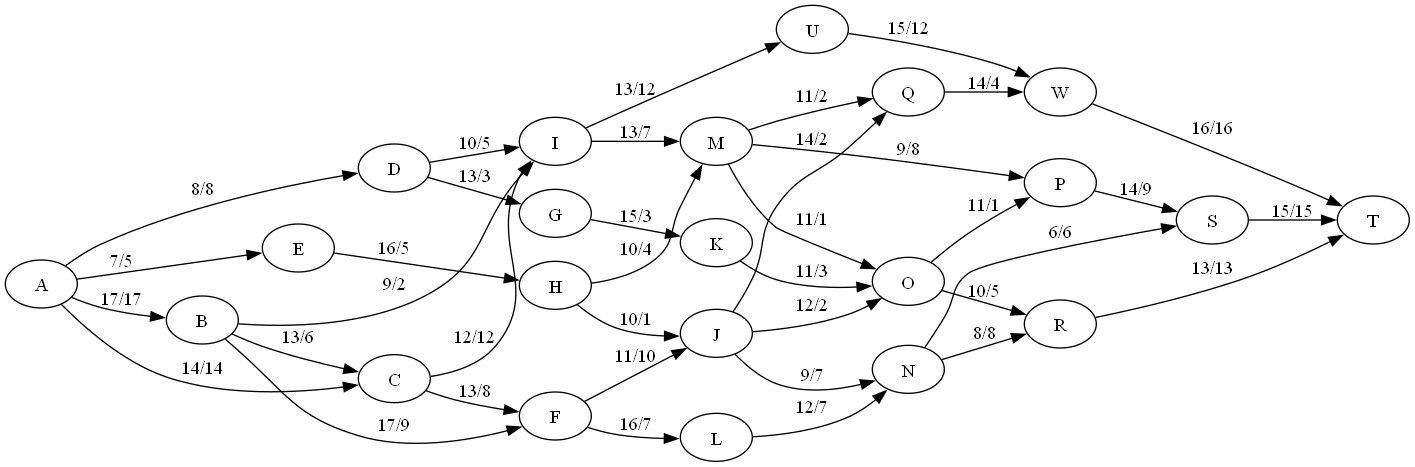 U
15/12
13/12
Q
14/4
W
11/2
16/16
10/5
I
13/7
M
14/2
9/8
D
13/3
P
14/9
8/8
G
15/3
11/1
S
15/15
T
7/5
E
16/5
10/4
K
11/1
6/6
11/3
13/13
A
9/2
H
O
10/5
17/17
B
13/6
12/12
10/1
J
12/2
8/8
R
14/14
C
13/8
11/10
9/7
N
17/9
F
16/7
L
12/7